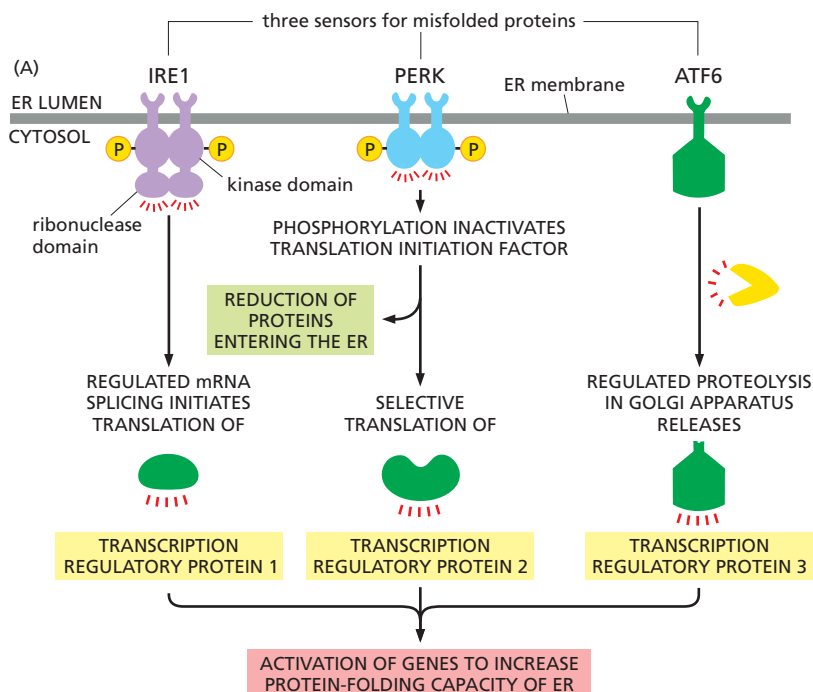 three sensors for misfolded proteins
(A)
IRE1
PERK
ATF6
ER membrane
ER LUMEN
CYTOSOL
P
P
P
P
kinase domain
ribonuclease
domain
PHOSPHORYLATION INACTIVATES
TRANSLATION INITIATION FACTOR
REDUCTION OF
PROTEINS
ENTERING THE ER
REGULATED mRNA
SPLICING INITIATES
TRANSLATION OF
SELECTIVE
TRANSLATION OF
REGULATED PROTEOLYSIS
IN GOLGI APPARATUS
RELEASES
TRANSCRIPTION
REGULATORY PROTEIN 1
TRANSCRIPTION
REGULATORY PROTEIN 2
TRANSCRIPTION
REGULATORY PROTEIN 3
ACTIVATION OF GENES TO INCREASE
PROTEIN-FOLDING CAPACITY OF ER